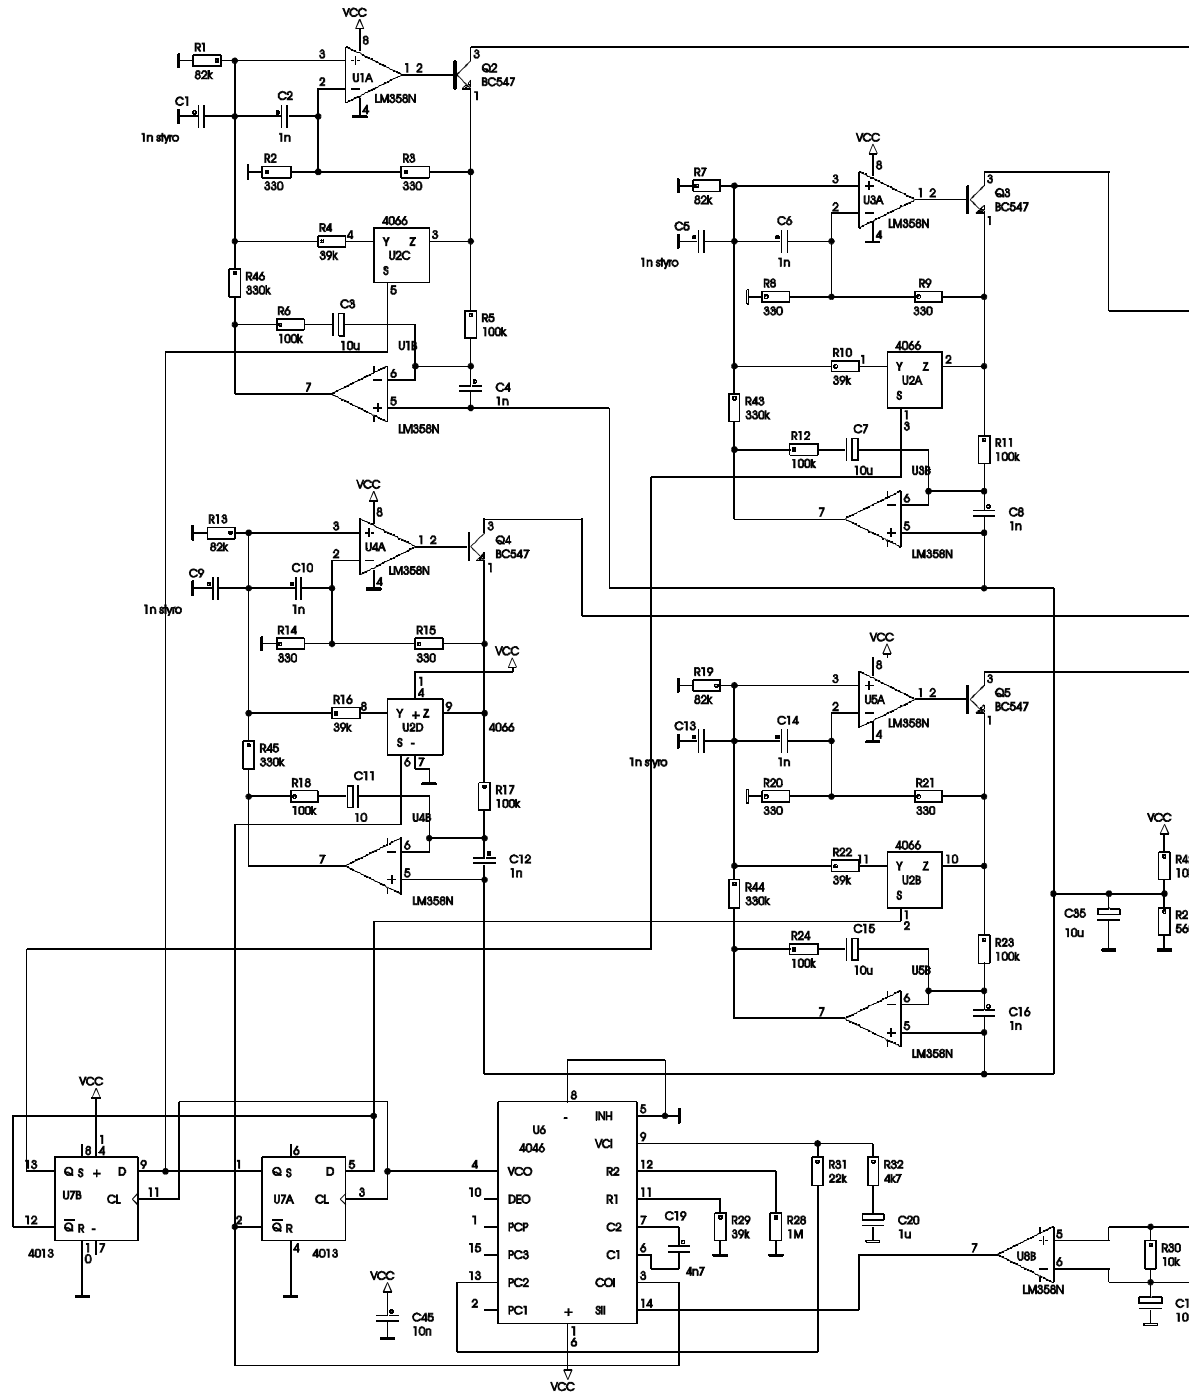 VCC
8
R1
82k
3
2
U1A
4
1 2
LM358N
3
Q2
BC547
1
C1
1n styro
C2
1n
R2
330
R3
330
R4
39k
4
4066
Y Z
U2C
S
3
5
R46
330k
R6
100k
C3
10u
U1B
R5
100k
7
6
5
LM358N
C4
1n
VCC
8
R7
82k
3
2
U3A
4
1 2
LM358N
3
Q3
BC547
1
C5
1n styro
C6
1n
R8
330
R9
330
R10
39k
1
4066
Y Z
U2A
S
2
1
3
R43
330k
R12
100k
C7
10u
U3B
R11
100k
7
6
5
LM358N
C8
1n
VCC
8
R13
82k
3
2
U4A
4
1 2
LM358N
3
Q4
BC547
1
C9
1n styro
C10
1n
R14
330
R15
330
VCC
1
4
R16
39k
8
Y + Z
U2D
S -
9
4066
6
7
R45
330k
R18
100k
C11
10
U4B
R17
100k
7
6
5
LM358N
C12
1n
VCC
8
R19
82k
3
2
U5A
4
1 2
LM358N
3
Q5
BC547
1
C13
1n styro
C14
1n
R20
330
R21
330
R22
39k
11
4066
Y Z
U2B
S
10
1
2
R44
330k
R24
100k
C15
10u
U5B
R23
100k
7
6
5
LM358N
C16
1n
VCC
C35
10u
VCC
8
1
4
13
Q S + D
9
U7B
CL
11
12
Q R -
4013
1
0
7
6
1
Q S D
5
U7A
CL
3
2
Q R
4
4013
VCC
C45
10n
8
-
INH
5
U6
4046
VCI
9
4
VCO
R2
12
10
DEO
R1
11
1
PCP
C2
7
15
PC3
C1
6
13
PC2
COI
3
2
PC1
+
SII
14
1
6
VCC
C19
4n7
R29
39k
R28
1M
R31
22k
R32
4k7
C20
1u
7
U8B
5
6
LM358N
R30
10k